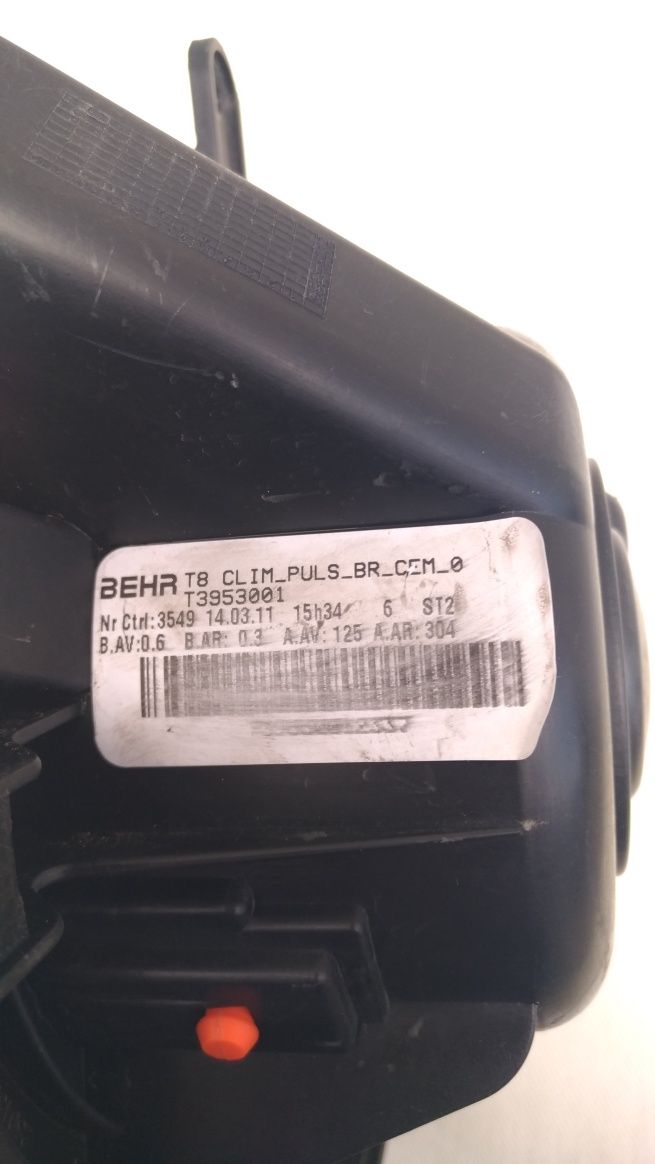 BEHR T8 CLIM_PULS_BR_CEM_0
T3953001
Nr Ctrl:3549 14.03.11 15h34 6 ST2
B.AV:0.6 B.AR: 0.3 A.AV: 125 A.AR: 304